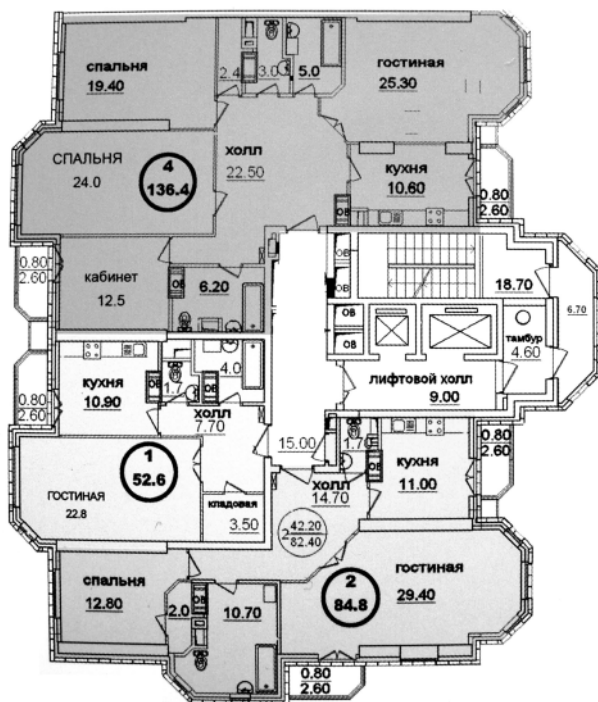 спальня
19.40
2.4
3.0
5.0
гостиная
25.30
СПАЛЬНЯ
24.0
4
136.4
холл
22.50
кухня
10.60
ОВ
0.80
2.60
0.80
2.60
кабинет
12.5
ОВ
6.20
ОВ
ОВ
18.70
6.70
ОВ
ОВ
тамбур
4.60
лифтовой холл
9.00
кухня
10.90
ОВ
1.7
ОВ
4.0
0.80
2.60
холл
7.70
1
52.6
ГОСТИНАЯ
22.8
кладовая
3.50
15.00
1.70
ОВ
холл
14.70
кухня
11.00
0.80
2.60
2 42.20
82.40
спальня
12.80
2.0
ОВ
10.70
2
84.8
гостиная
29.40
0.80
2.60